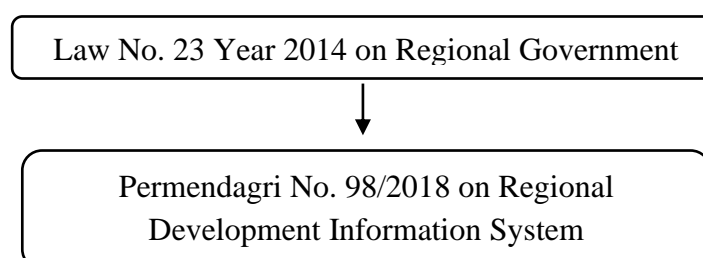 Law No. 23 Year 2014 on Regional Government
Permendagri No. 98/2018 on Regional
Development Information System